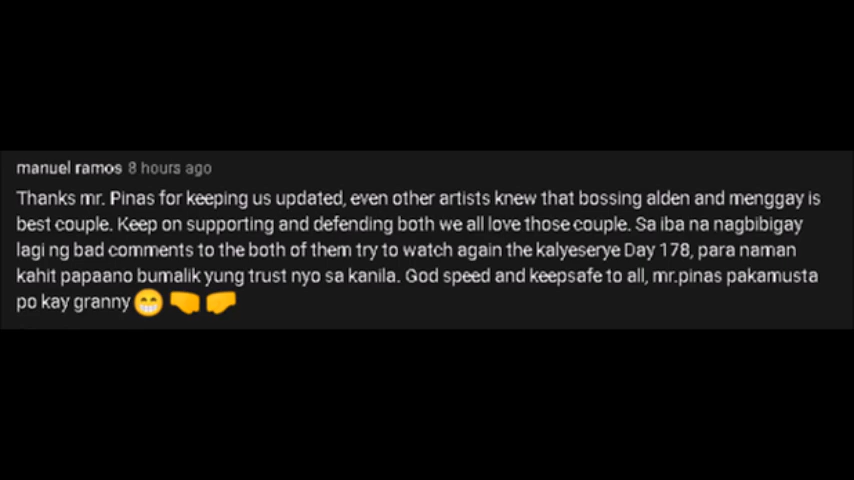 manuel ramos 8 hours ago
Thanks mr. Pinas for keeping us updated, even other artists knew that bossing alden and menggay is
best couple. Keep on supporting and defending both we all love those couple. Sa iba na nagbibigay
lagi ng bad comments to the both of them try to watch again the kalyeserye Day 178, para naman
kahit papaano bumalik yung trust nyo sa kanila. God speed and keepsafe to all, mr.pinas pakamusta
po kay granny 😁🤜🤛